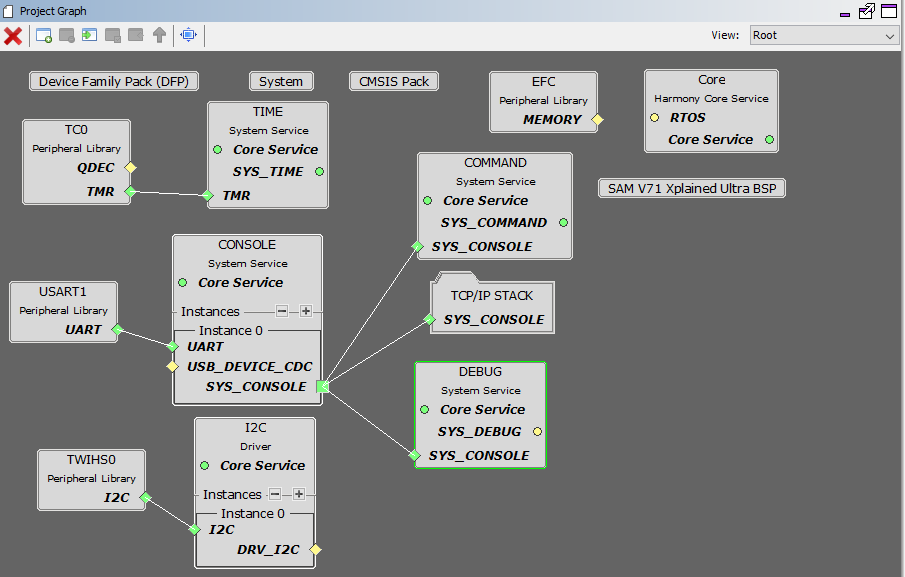 Project Graph
View:
Root
Device Family Pack (DFP)
System
CMSIS Pack
EFC
Peripheral Library
MEMORY
Core
Harmony Core Service
RTOS
Core Service
TC0
Peripheral Library
QDEC
TMR
TIME
System Service
Core Service
SYS_TIME
TMR
COMMAND
System Service
Core Service
SYS_COMMAND
SYS_CONSOLE
SAM V71 Xplained Ultra BSP
CONSOLE
System Service
Core Service
Instances
Instance 0
UART
USB_DEVICE_CDC
SYS_CONSOLE
USART1
Peripheral Library
UART
TCP/IP STACK
SYS_CONSOLE
DEBUG
System Service
Core Service
SYS_DEBUG
SYS_CONSOLE
TWIHS0
Peripheral Library
I2C
I2C
Driver
Core Service
Instances
Instance 0
I2C
DRV_I2C